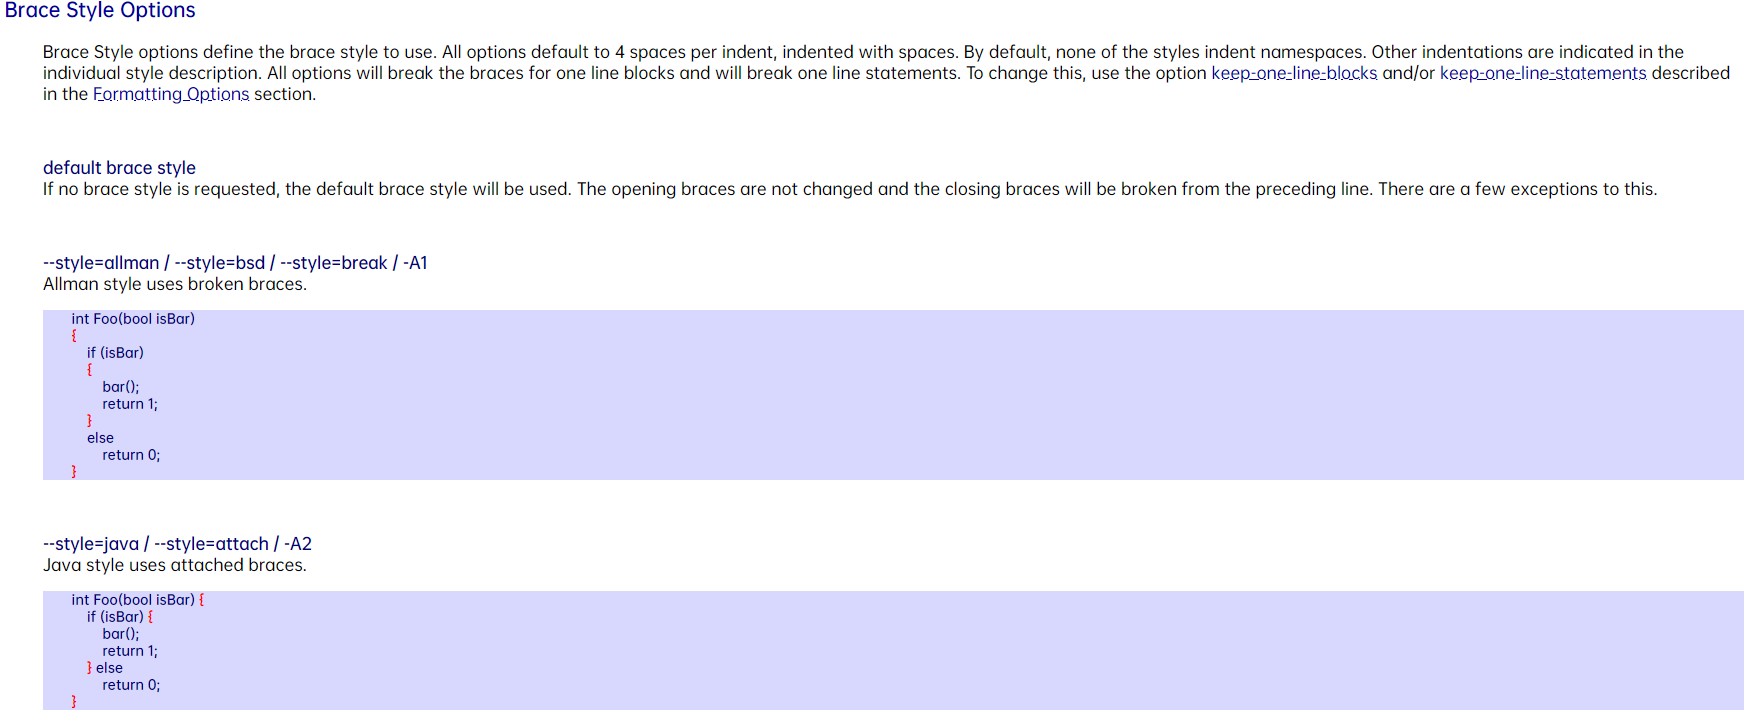 Brace Style Options
Brace Style options define the brace style to use. All options default to 4 spaces per indent, indented with spaces. By default, none of the styles indent namespaces. Other indentations are indicated in the
individual style description. All options will break the braces for one line blocks and will break one line statements. To change this, use the option keep-one-line-blocks and/or keep-one-line-statements described
in the Formatting Options section.
default brace style
If no brace style is requested, the default brace style will be used. The opening braces are not changed and the closing braces will be broken from the preceding line. There are a few exceptions to this.
--style=allman / --style=bsd / --style=break / -A1
Allman style uses broken braces.
int Foo(bool isBar)
{
    if (isBar)
    {
        bar();
        return 1;
    }
    else
        return 0;
}
--style=java / --style=attach / -A2
Java style uses attached braces.
int Foo(bool isBar) {
    if (isBar) {
        bar();
        return 1;
    } else
        return 0;
}